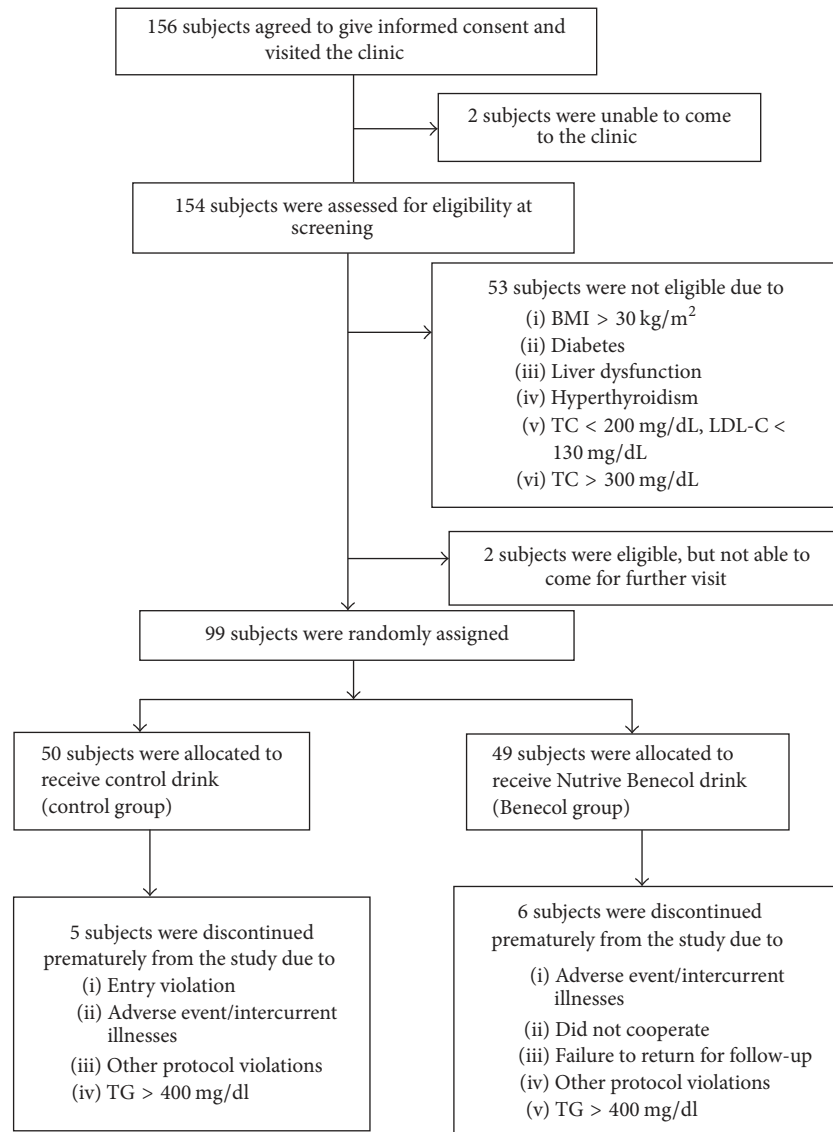 156 subjects agreed to give informed consent and
visited the clinic
2 subjects were unable to come
to the clinic
154 subjects were assessed for eligibility at
screening
53 subjects were not eligible due to
(i) BMI > 30 kg/m²
(ii) Diabetes
(iii) Liver dysfunction
(iv) Hyperthyroidism
(v) TC < 200 mg/dL, LDL-C <
130 mg/dL
(vi) TC > 300 mg/dL
2 subjects were eligible, but not able to
come for further visit
99 subjects were randomly assigned
50 subjects were allocated to
receive control drink
(control group)
49 subjects were allocated to
receive Nutrive Benecol drink
(Benecol group)
5 subjects were discontinued
prematurely from the study due to
(i) Entry violation
(ii) Adverse event/intercurrent
illnesses
(iii) Other protocol violations
(iv) TG > 400 mg/dl
6 subjects were discontinued
prematurely from the study due to
(i) Adverse event/intercurrent
illnesses
(ii) Did not cooperate
(iii) Failure to return for follow-up
(iv) Other protocol violations
(v) TG > 400 mg/dl